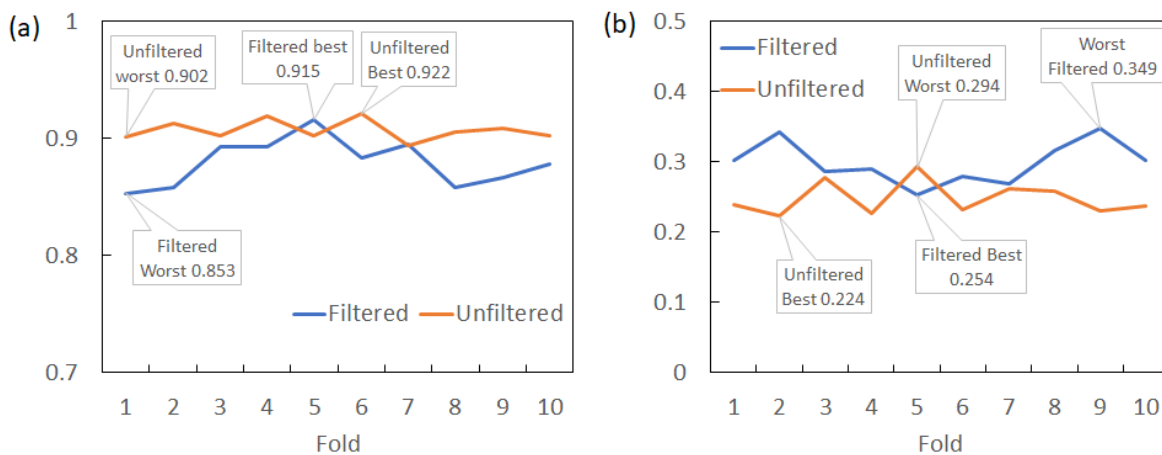 (a)
1
0.9
0.8
0.7
Unfiltered
worst 0.902
Filtered best
0.915
Unfiltered
Best 0.922
Filtered
Worst 0.853
Filtered
Unfiltered
1 2 3 4 5 6 7 8 9 10
Fold
(b)
0.5
0.4
0.3
0.2
0.1
0
Filtered
Unfiltered
Unfiltered
Worst 0.294
Worst
Filtered 0.349
Unfiltered
Best 0.224
Filtered Best
0.254
1 2 3 4 5 6 7 8 9 10
Fold